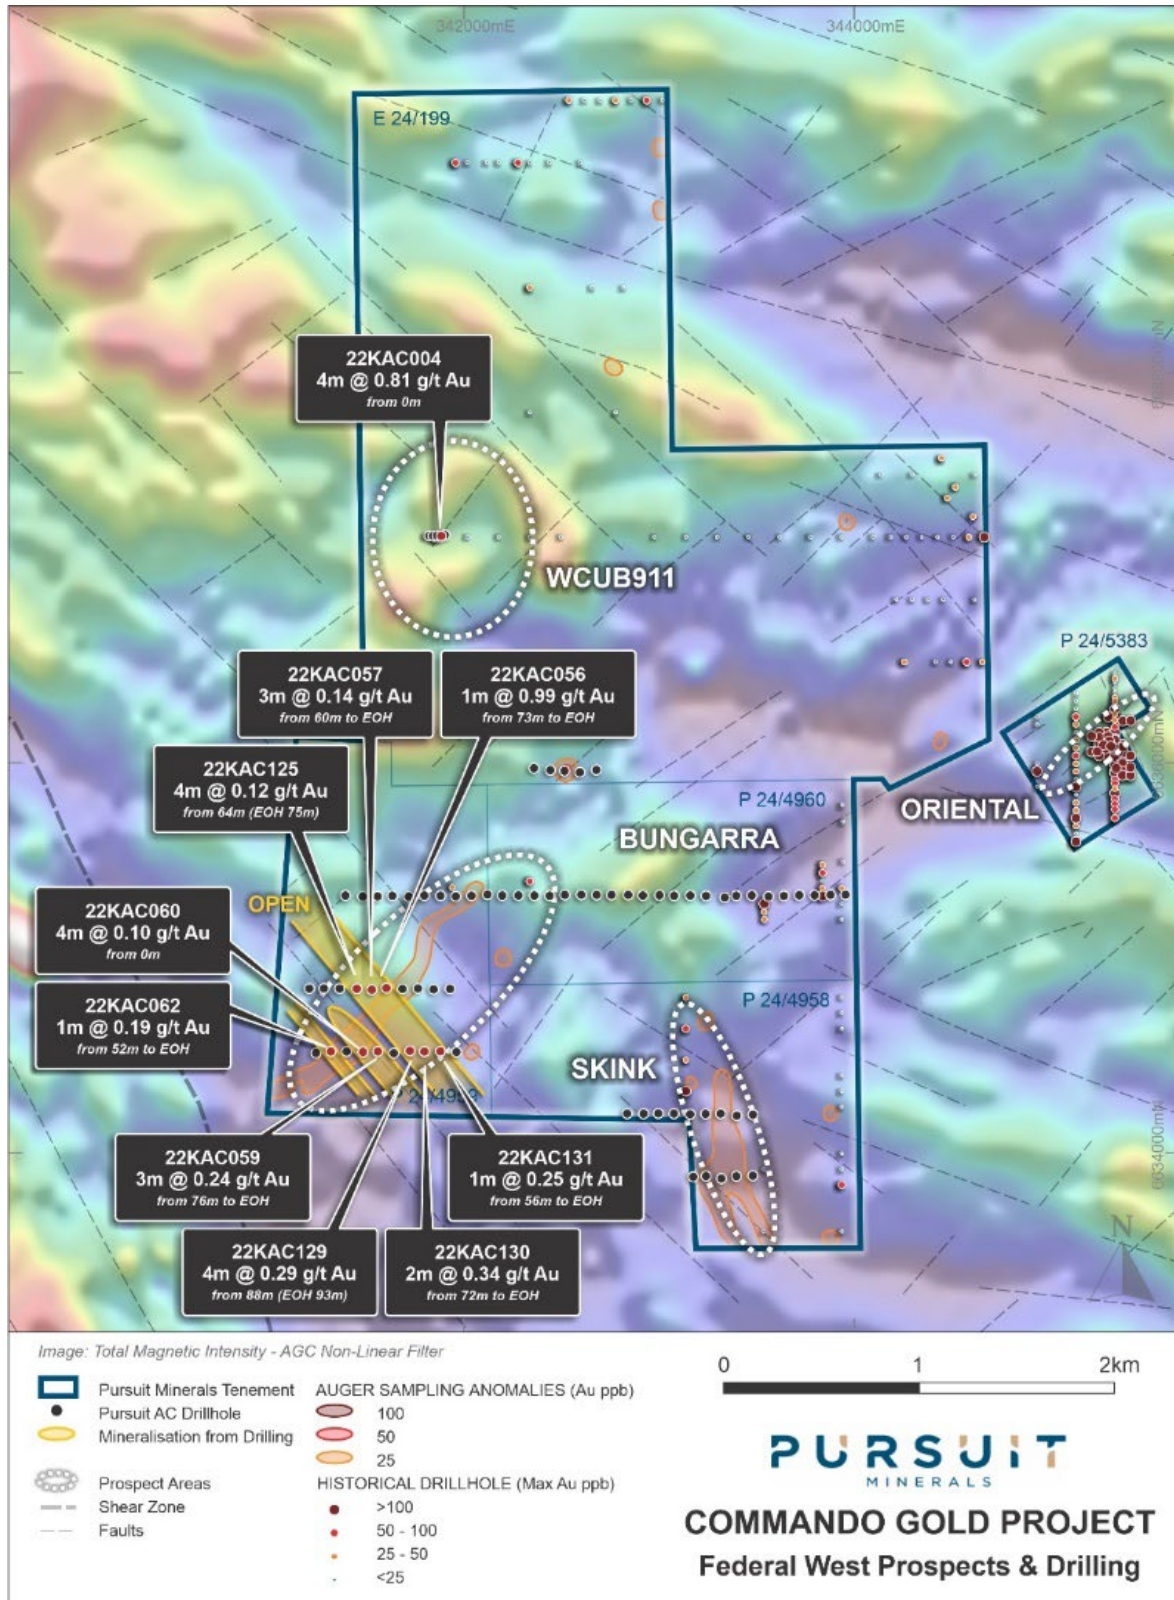 342000mE
344000mE
E 24/199
22KAC004
4m @ 0.81 g/t Au
from 0m
WCUB911
P 24/5383
22KAC057
3m @ 0.14 g/t Au
from 60m to EOH
22KAC056
1m @ 0.99 g/t Au
from 73m to EOH
22KAC125
4m @ 0.12 g/t Au
from 64m (EOH 75m)
P 24/4960
ORIENTAL
BUNGARRA
OPEN
22KAC060
4m @ 0.10 g/t Au
from 0m
22KAC062
1m @ 0.19 g/t Au
from 52m to EOH
P 24/4958
SKINK
22KAC059
3m @ 0.24 g/t Au
from 76m to EOH
22KAC131
1m @ 0.25 g/t Au
from 56m to EOH
6634000mN
22KAC129
4m @ 0.29 g/t Au
from 88m (EOH 93m)
22KAC130
2m @ 0.34 g/t Au
from 72m to EOH
N
Image: Total Magnetic Intensity - AGC Non-Linear Filter
Pursuit Minerals Tenement
Pursuit AC Drillhole
Mineralisation from Drilling
Prospect Areas
Shear Zone
Faults
AUGER SAMPLING ANOMALIES (Au ppb)
100
50
25
HISTORICAL DRILLHOLE (Max Au ppb)
>100
50 - 100
25 - 50
<25
0 1 2km
PURSUIT
MINERALS
COMMANDO GOLD PROJECT
Federal West Prospects & Drilling